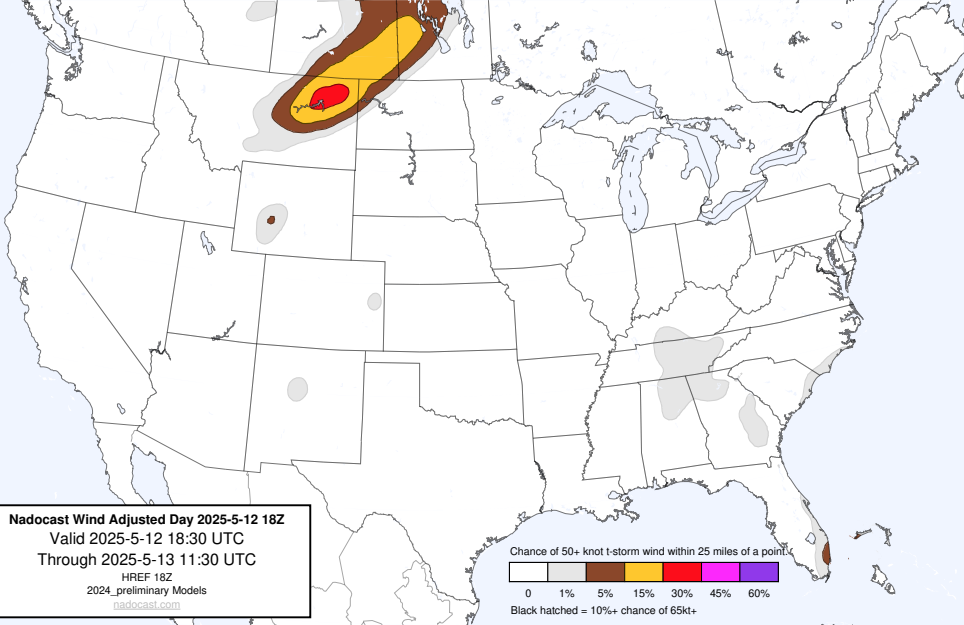 Nadocast Wind Adjusted Day 2025-5-12 18Z
Valid 2025-5-12 18:30 UTC
Through 2025-5-13 11:30 UTC
HREF 18Z
2024_preliminary Models
nadocast.com
Chance of 50+ knot t-storm wind within 25 miles of a point.
0 1% 5% 15% 30% 45% 60%
Black hatched = 10%+ chance of 65kt+